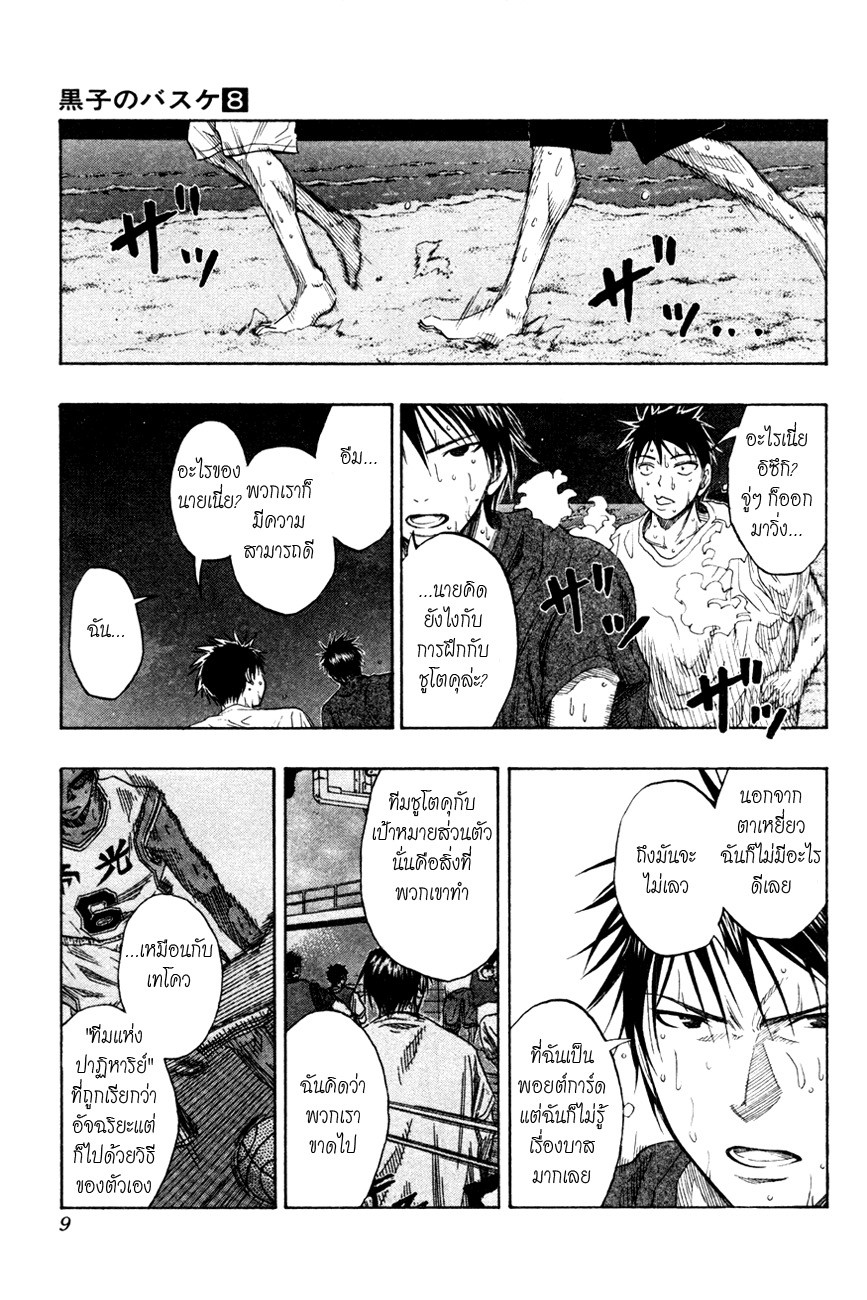 黒子のバスケ8
ザッ
ザッ...
อะไรเนี่ย
อิซึกิ?
จู่ๆ ก็ออก
มาวิ่ง...
...นายคิด
ยังไงกับ
การฝึกกับ
ชูโตคุล่ะ?
ザッ
ザッ
อืม...
พวกเราก็
มีความ
สามารถดี
อะไรของ
นายเนี่ย?
ฉัน...
นอกจาก
ตาเหยี่ยว
ฉันก็ไม่มีอะไร
ดีเลย
ถึงมันจะ
ไม่เลว
ที่ฉันเป็น
พอยต์การ์ด
แต่ฉันก็ไม่รู้
เรื่องบาส
มากเลย
ทีมชูโตคุกับ
เป้าหมายส่วนตัว
นั่นคือสิ่งที่
พวกเขาทำ
ฉันคิดว่า
พวกเรา
ขาดไป
光
6
...เหมือนกับ
เทโคว
"ทีมแห่ง
ปาฏิหาริย์"
ที่ถูกเรียกว่า
อัจฉริยะแต่
ก็ไปด้วยวิธี
ของตัวเอง
9